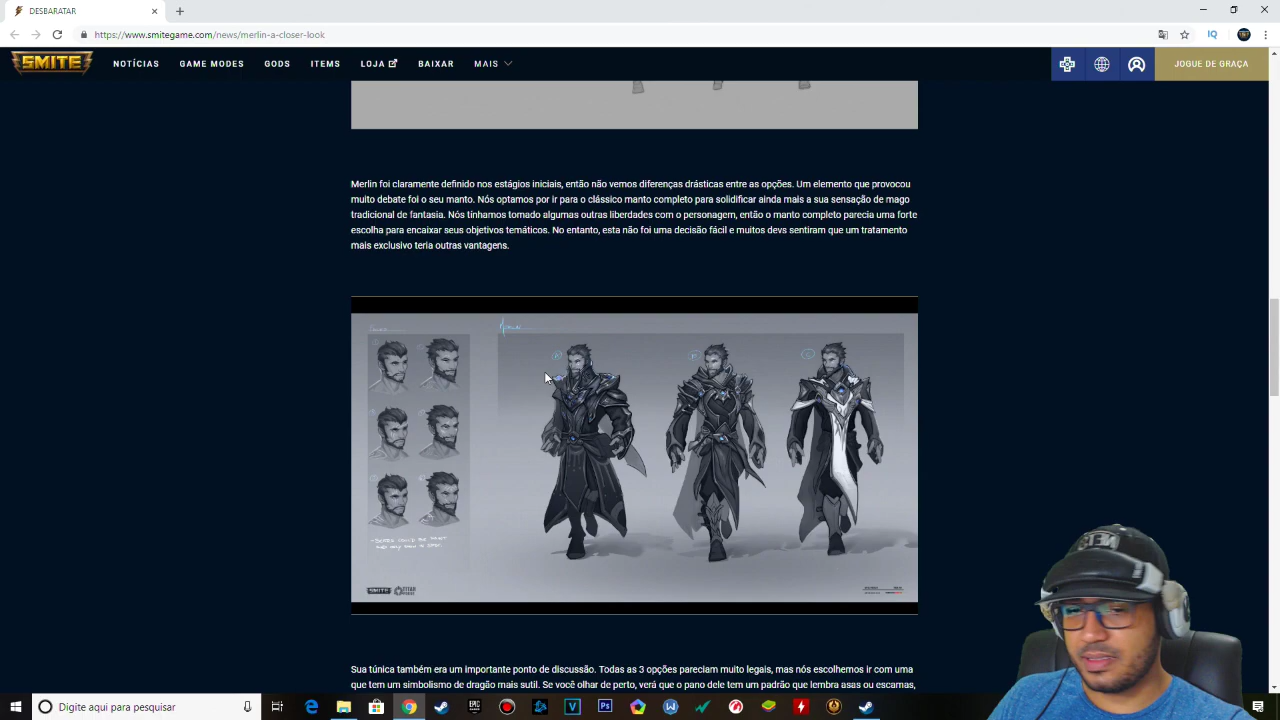 DESBARATAR
https://www.smitegame.com/news/merlin-a-closer-look
SMITE
NOTÍCIAS
GAME MODES
GODS
ITEMS
LOJA
BAIXAR
MAIS
JOGUE DE GRAÇA
Merlin foi claramente definido nos estágios iniciais, então não vemos diferenças drásticas entre as opções. Um elemento que provocou
muito debate foi o seu manto. Nós optamos por ir para o clássico manto completo para solidificar ainda mais a sua sensação de mago
tradicional de fantasia. Nós tínhamos tomado algumas outras liberdades com o personagem, então o manto completo parecia uma forte
escolha para encaixar seus objetivos temáticos. No entanto, esta não foi uma decisão fácil e muitos devs sentiram que um tratamento
mais exclusivo teria outras vantagens.
SMITE
Sua túnica também era um importante ponto de discussão. Todas as 3 opções pareciam muito legais, mas nós escolhemos ir com uma
que tem um simbolismo de dragão mais sutil. Se você olhar de perto, verá que o pano dele tem um padrão que lembra asas ou escamas,
Digite aqui para pesquisar